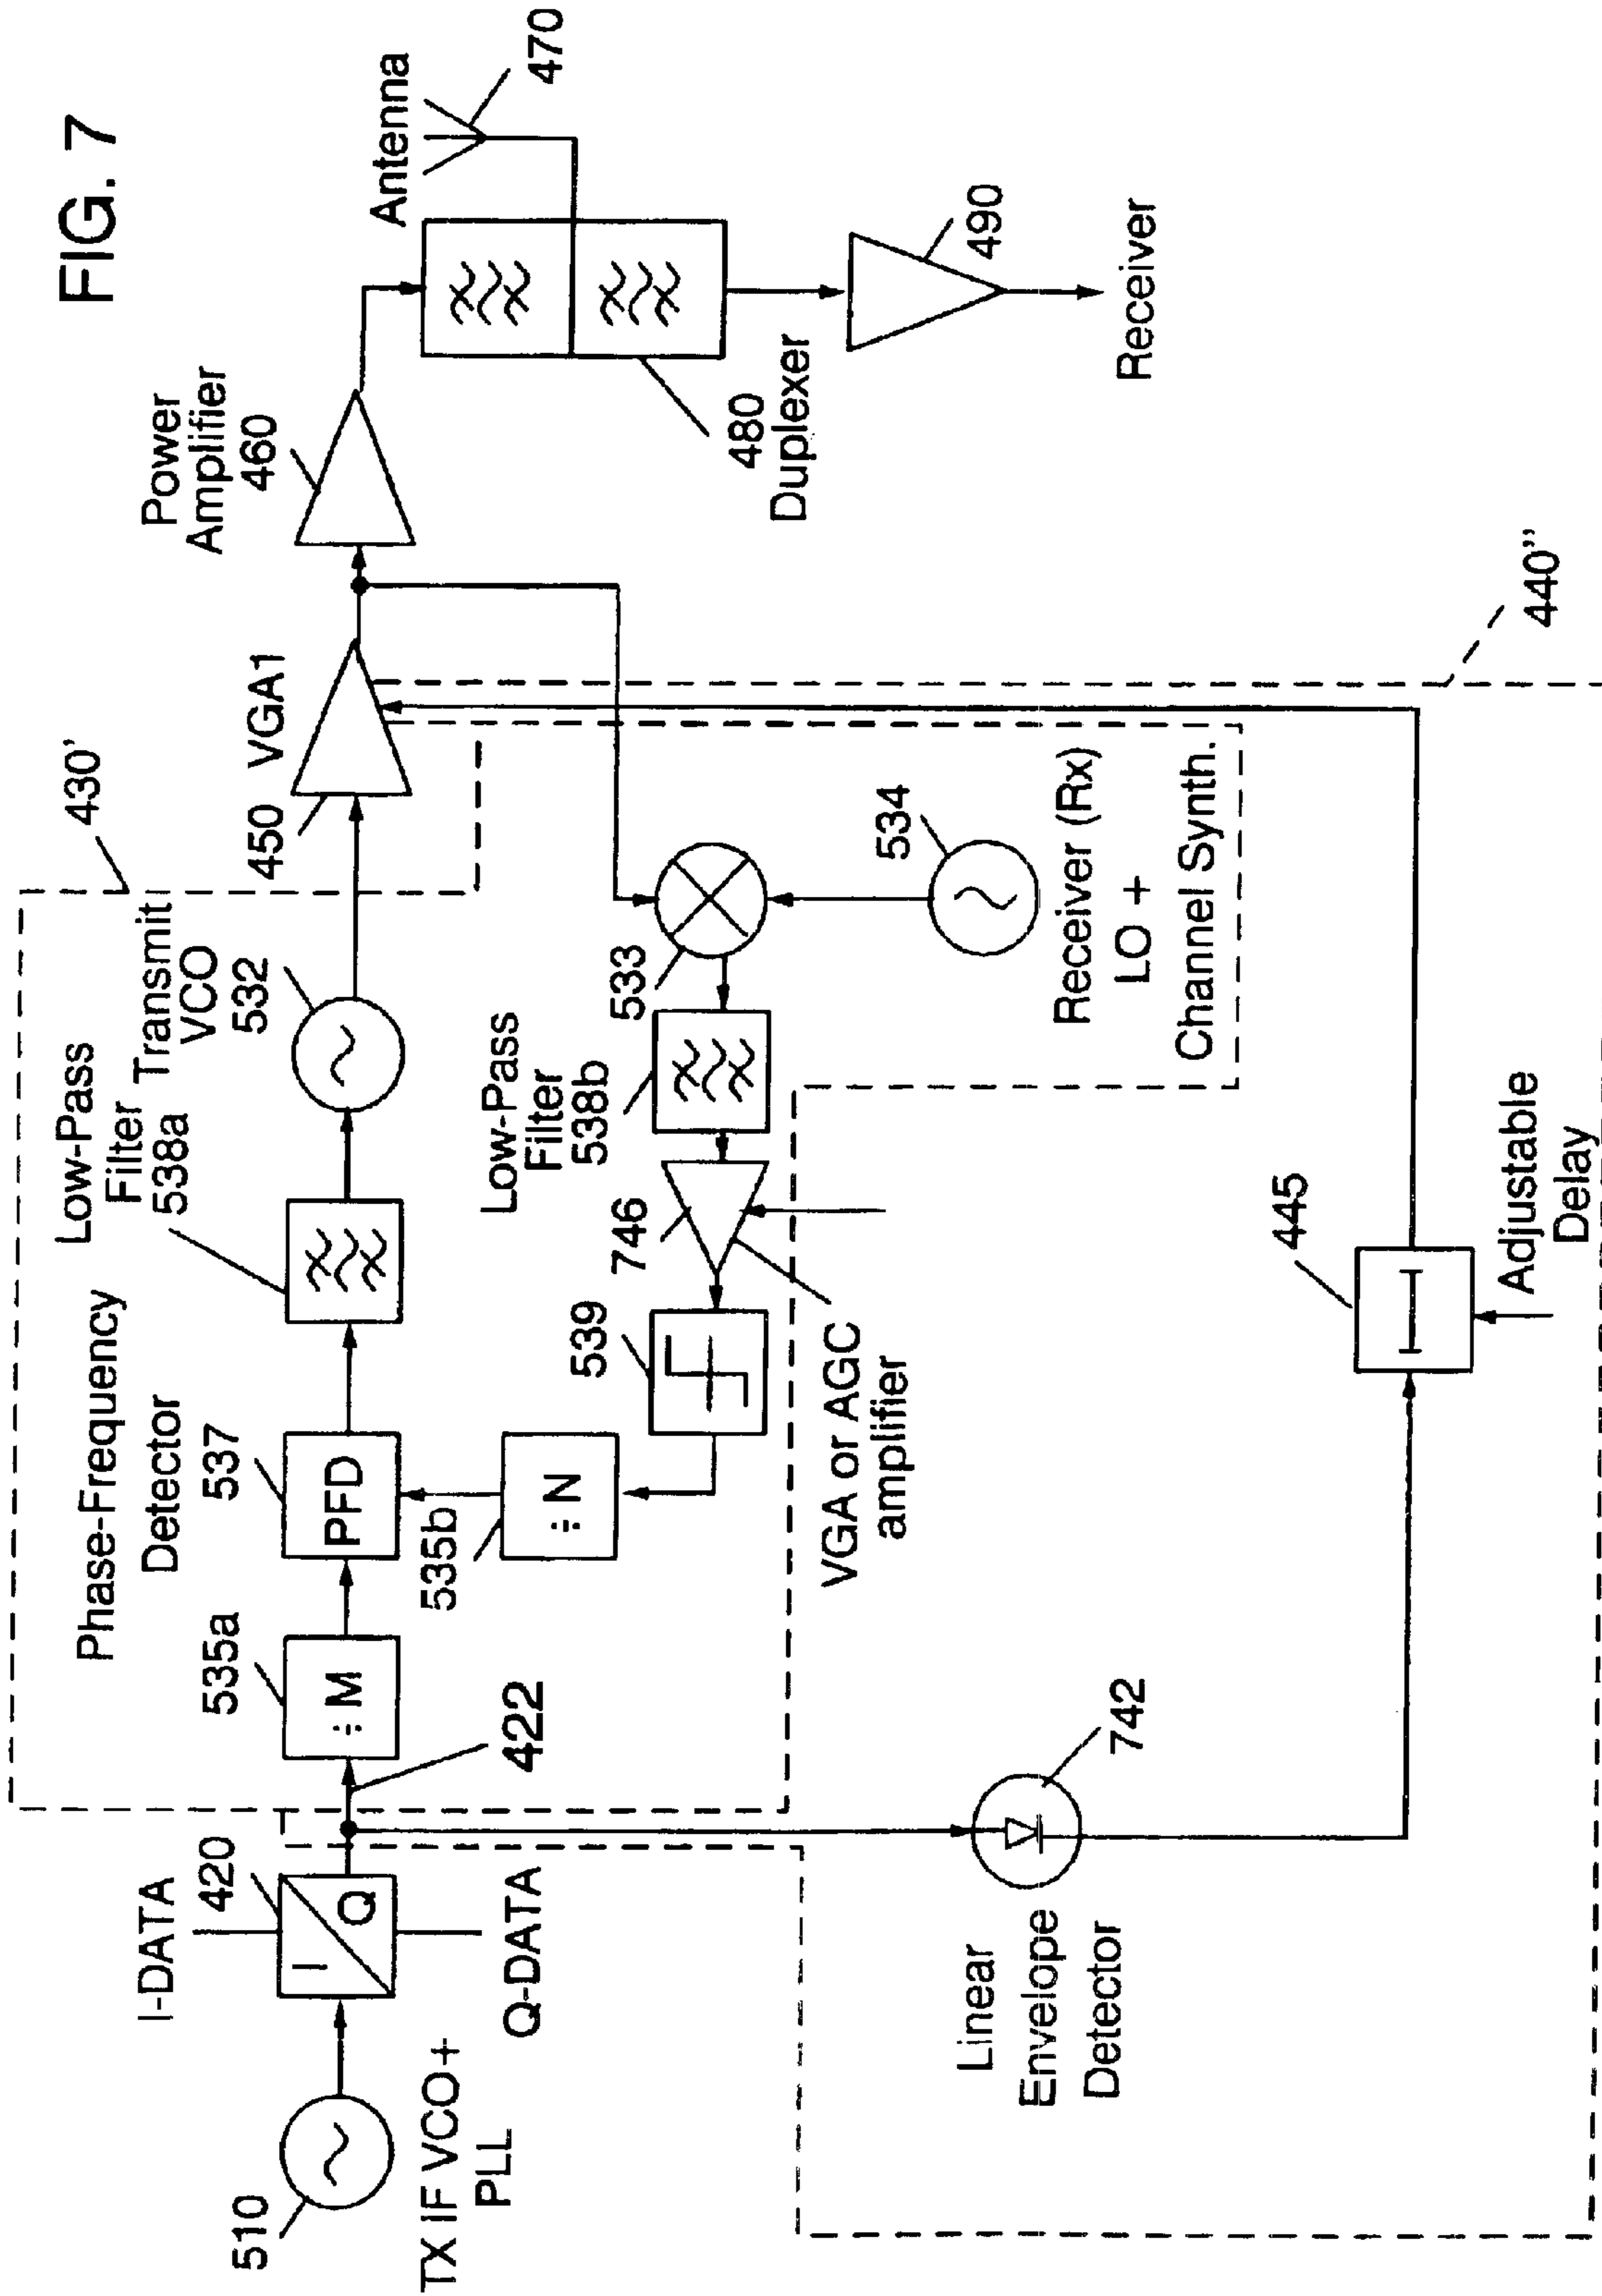 FIG. 7
I-DATA
420
I
Q
Q-DATA
510
TX IF VCO+
PLL
422
535a
÷M
Phase-Frequency
Detector
537
PFD
535b
÷N
Low-Pass
Filter
538a
Transmit
VCO
532
430'
450
VGA1
Power
Amplifier
460
Antenna
470
480
Duplexer
490
Receiver
539
746
Low-Pass
Filter
538b
533
534
Receiver (Rx)
LO +
Channel Synth.
VGA or AGC
amplifier
440''
Linear
Envelope
Detector
742
445
Adjustable
Delay